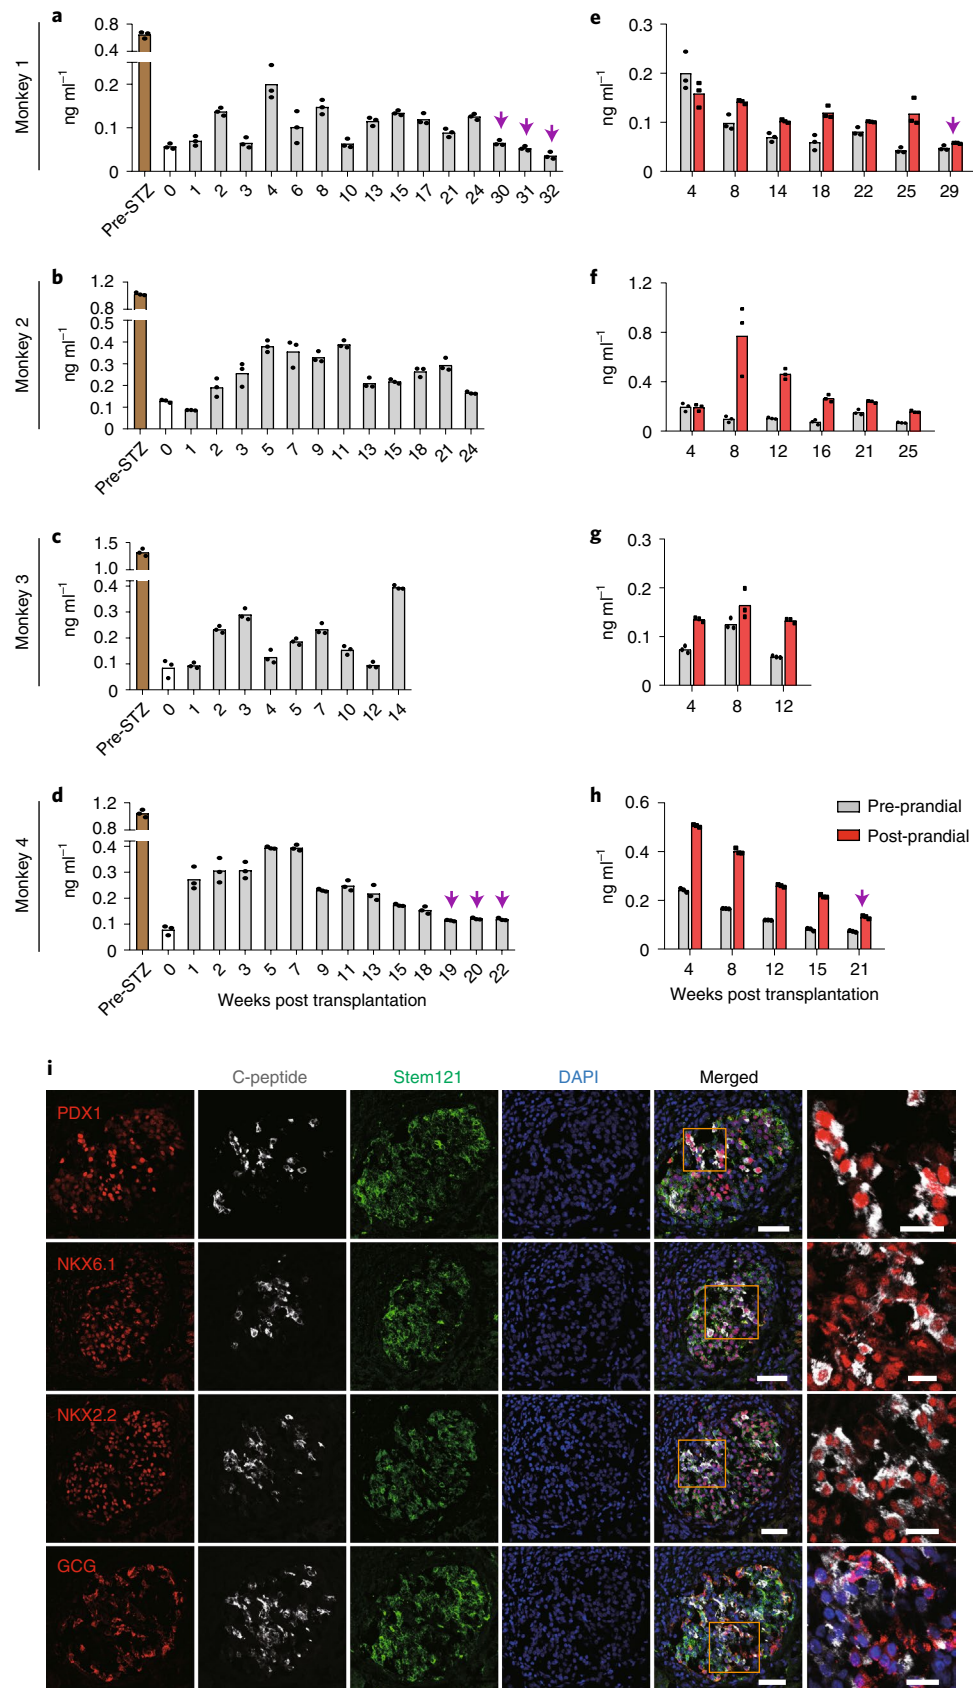 Monkey 1
a
ng ml⁻¹
0.8
0.4
0.2
0.1
0
Pre-STZ 0 1 2 3 4 6 8 10 13 15 17 21 24 30 31 32
e
ng ml⁻¹
0.3
0.2
0.1
0
4 8 14 18 22 25 29
Monkey 2
b
ng ml⁻¹
1.2
0.8
0.5
0.4
0.3
0.2
0.1
0
Pre-STZ 0 1 2 3 5 7 9 11 13 15 18 21 24
f
ng ml⁻¹
1.2
0.8
0.4
0
4 8 12 16 21 25
Monkey 3
c
ng ml⁻¹
1.5
1.0
0.4
0.3
0.2
0.1
0
Pre-STZ 0 1 2 3 4 5 7 10 12 14
g
ng ml⁻¹
0.3
0.2
0.1
0
4 8 12
Monkey 4
d
ng ml⁻¹
1.2
0.8
0.4
0.3
0.2
0.1
0
Pre-STZ 0 1 2 3 5 7 9 11 13 15 18 19 20 22
Weeks post transplantation
h
ng ml⁻¹
0.6
0.4
0.2
0
4 8 12 15 21
Weeks post transplantation
Pre-prandial
Post-prandial
i
C-peptide Stem121 DAPI Merged
PDX1
NKX6.1
NKX2.2
GCG